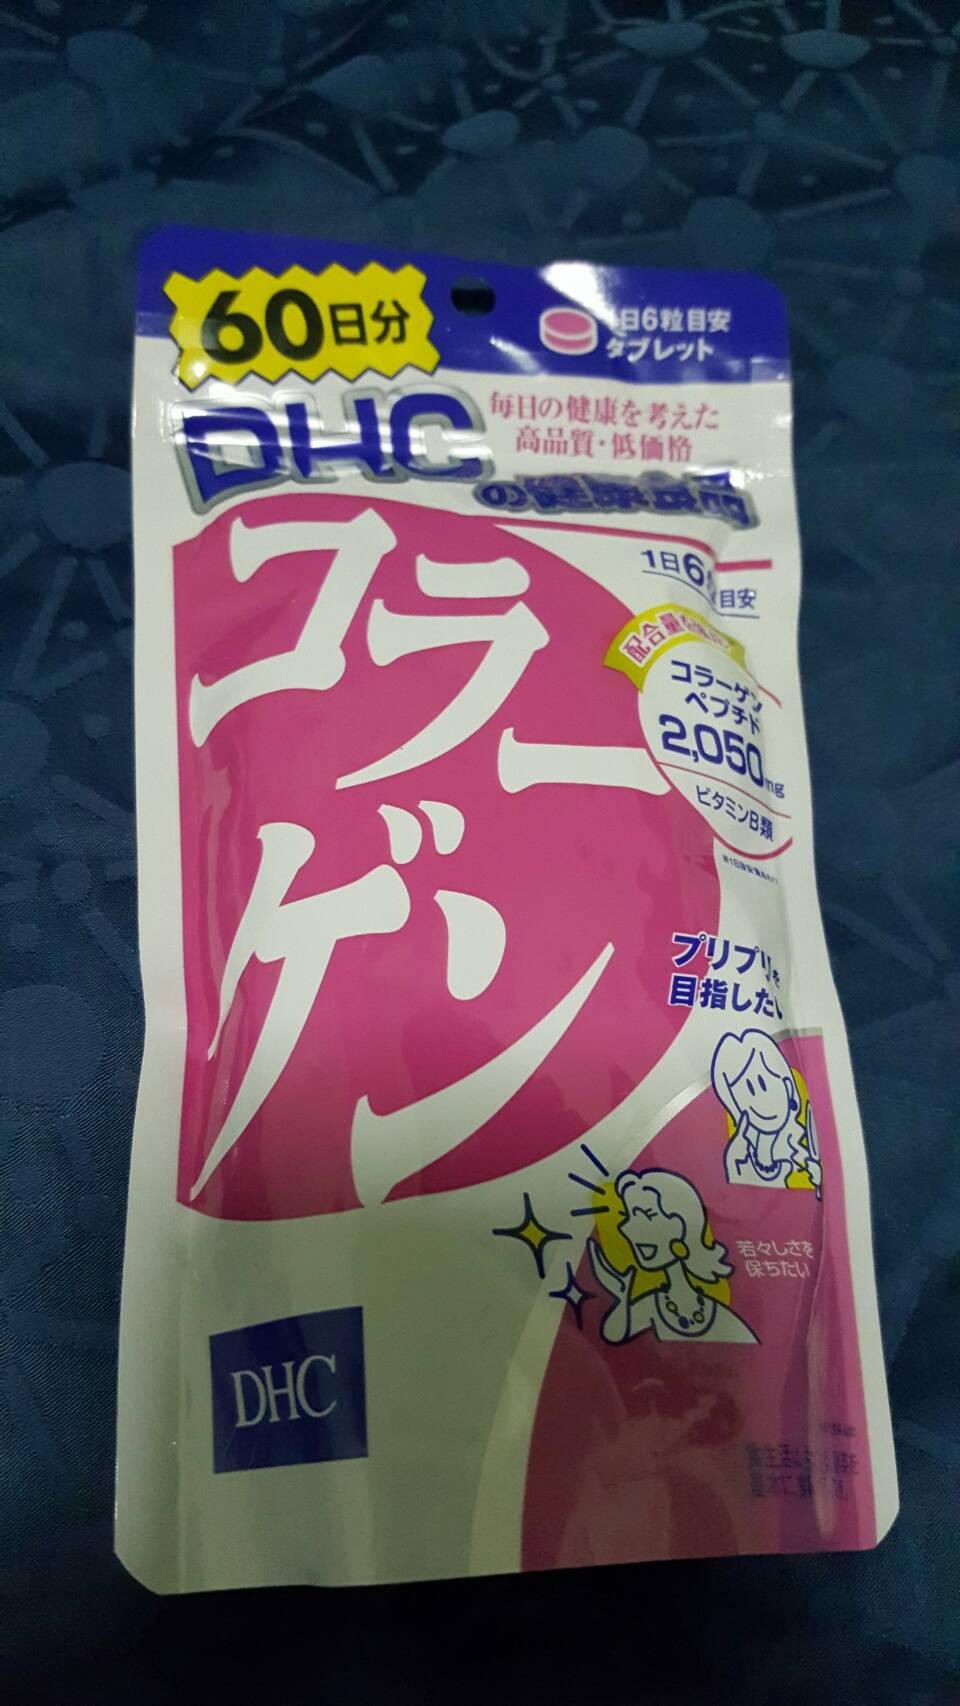 60日分
1日6粒目安
タブレット
DHC
毎日の健康を考えた
高品質・低価格
の健康食品
コラーゲン
1日6
目安
配合量
コラーゲン
ペプチド
2,050mg
ビタミンB類
プリプリを
目指したい
若々しさを
保ちたい
DHC